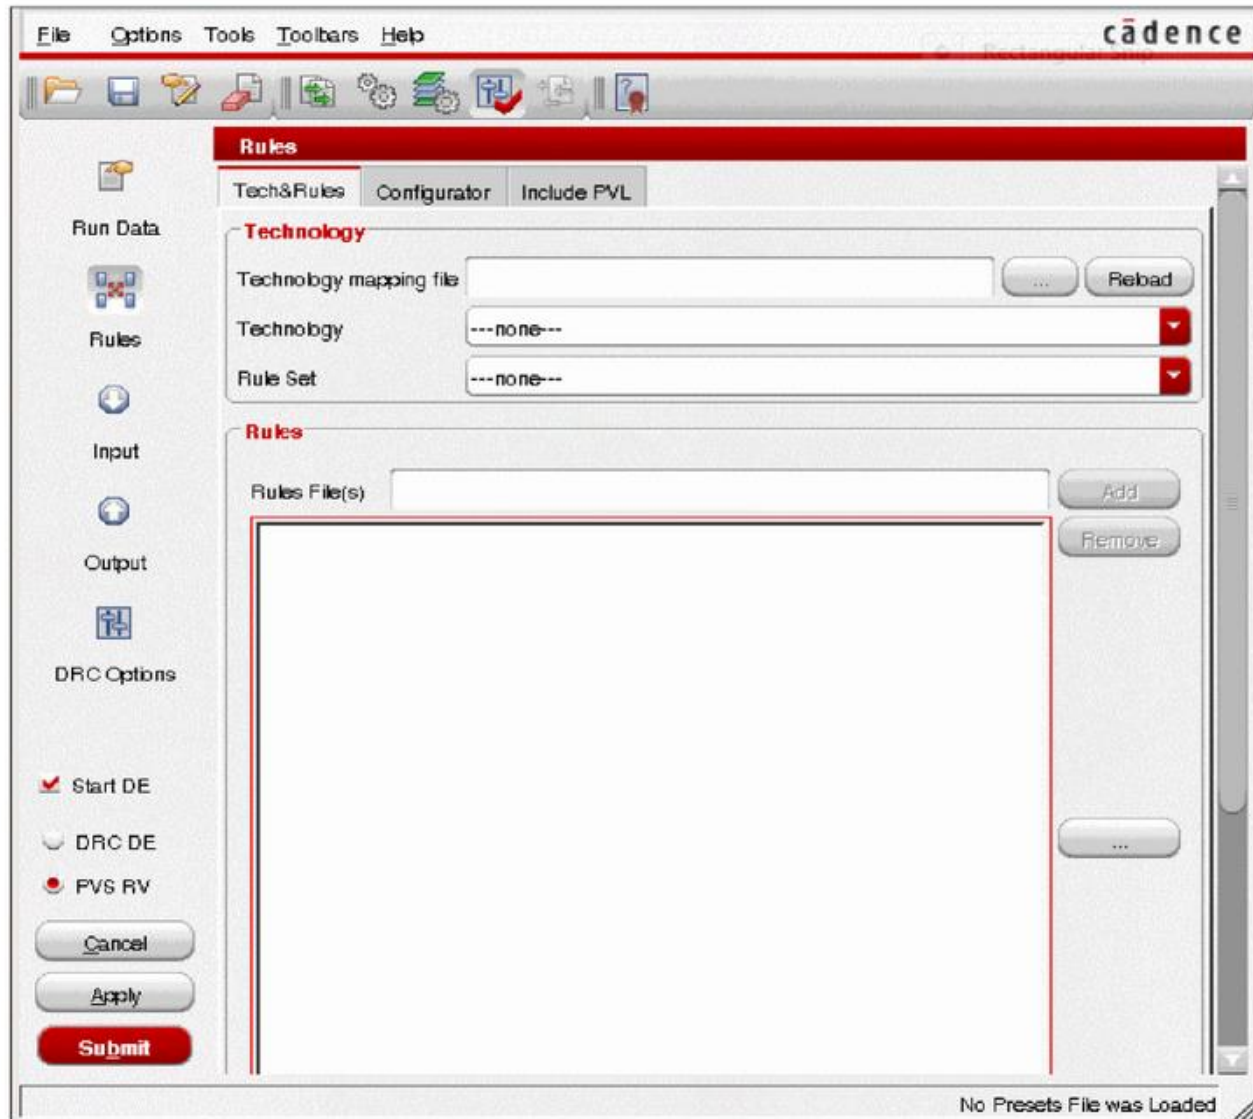 File Options Tools Toolbars Help
cādence
Rectangular Snip
Rules
Tech&Rules Configurator Include PVL
Run Data
Technology
Technology mapping file ... Reload
Rules
Technology ---none---
Rule Set ---none---
Input
Rules
Rules File(s) Add
Remove
Output
DRC Options
Start DE
DRC DE
...
PVS RV
Cancel
Apply
Submit
No Presets File was Loaded